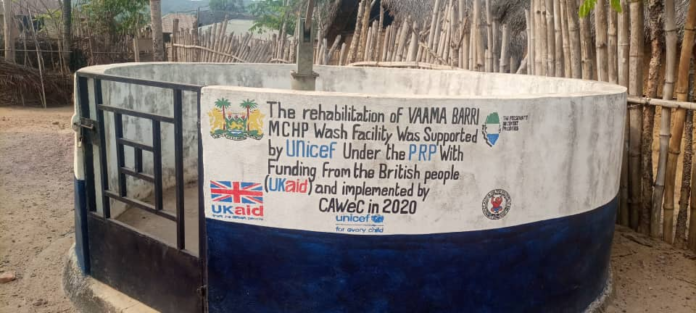 The rehabilitation of VAAMA BARRI
MCHP Wash Facility Was Supported
by Unicef Under the PRP With
Funding From the British people
(UKaid) and implemented by
CAWeC in 2020
UKaid
unicef
for every child